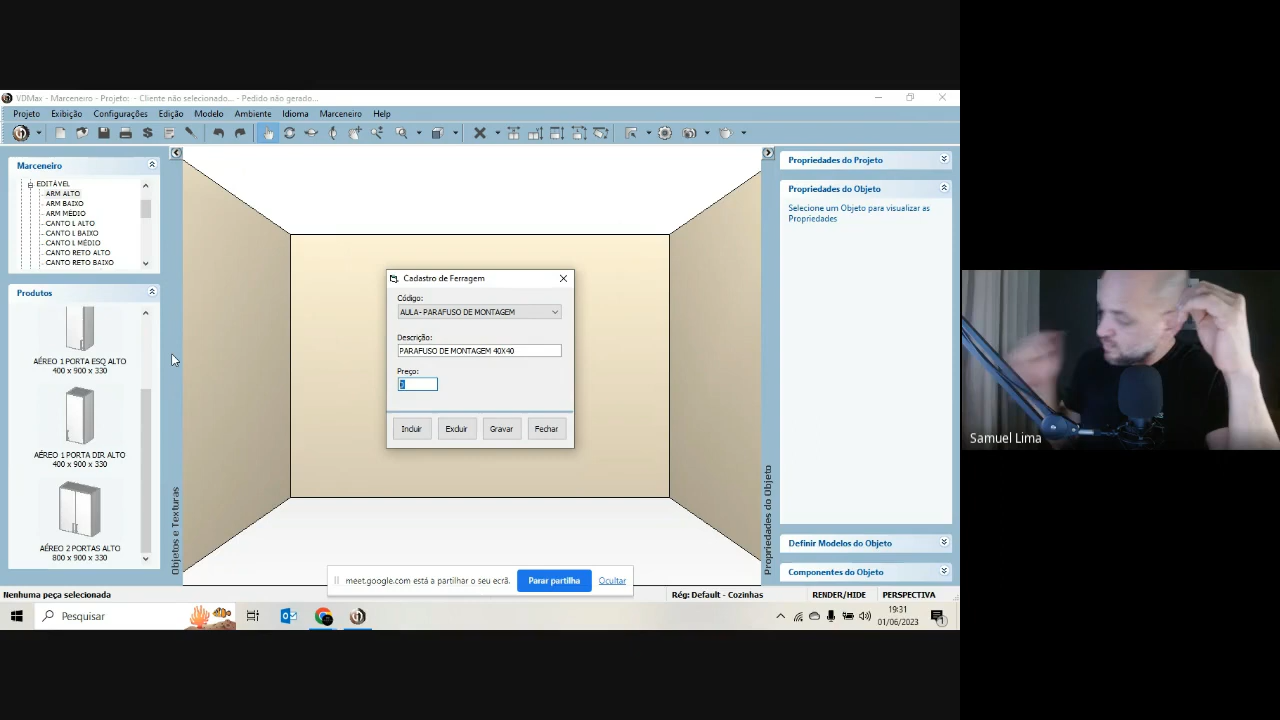 VDMax - Marceneiro - Projeto: - Cliente não selecionado... - Pedido não gerado...
Projeto Exibição Configurações Edição Modelo Ambiente Idioma Marceneiro Help
Marceneiro
EDITÁVEL
ARM ALTO
ARM BAIXO
ARM MÉDIO
CANTO L ALTO
CANTO L BAIXO
CANTO L MÉDIO
CANTO RETO ALTO
CANTO RETO BAIXO
Produtos
AÉREO 1 PORTA ESQ ALTO
400 x 900 x 330
AÉREO 1 PORTA DIR ALTO
400 x 900 x 330
AÉREO 2 PORTAS ALTO
800 x 900 x 330
Objetos e Texturas
Cadastro de Ferragem
Código:
AULA- PARAFUSO DE MONTAGEM
Descrição:
PARAFUSO DE MONTAGEM 40X40
Preço:
Incluir Excluir Gravar Fechar
Propriedades do Objeto
Propriedades do Projeto
Propriedades do Objeto
Selecione um Objeto para visualizar as
Propriedades
Definir Modelos do Objeto
Componentes do Objeto
meet.google.com está a partilhar o seu ecrã. Parar partilha Ocultar
Nenhuma peça selecionada Rég: Default - Cozinhas RENDER/HIDE PERSPECTIVA
Pesquisar
19:31
01/06/2023
Samuel Lima